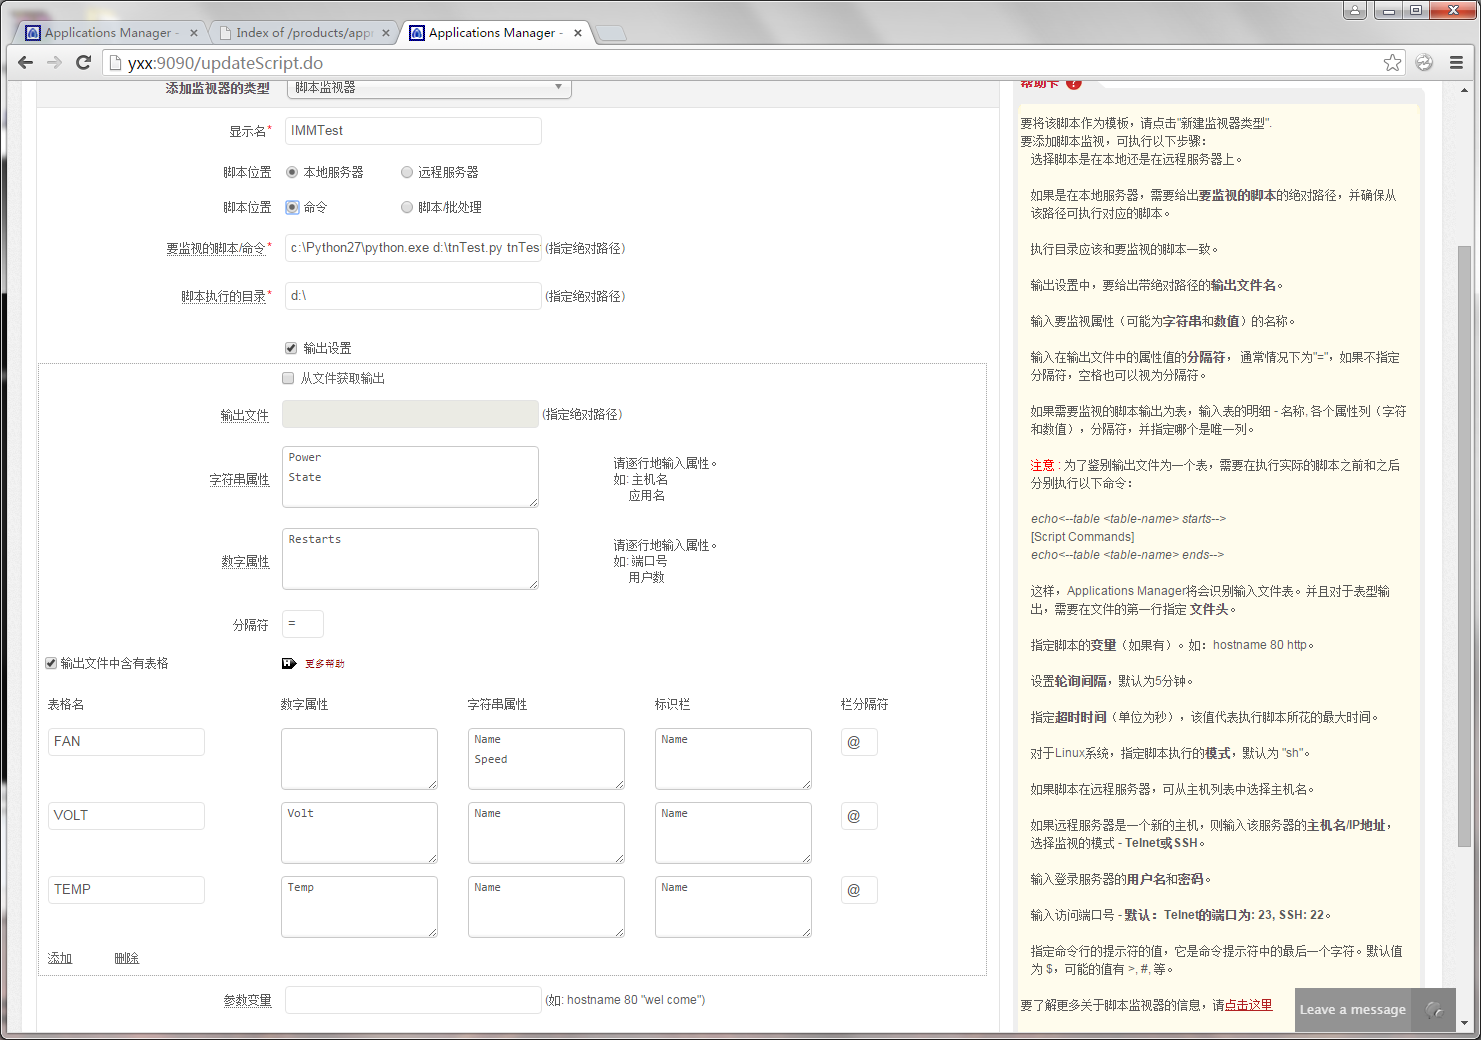 Applications Manager -
Index of /products/app
Applications Manager -
yxx:9090/updateScript.do
添加监视器的类型
脚本监视器
显示名*
IMMTest
脚本位置
本地服务器
远程服务器
脚本位置
命令
脚本/批处理
要监视的脚本/命令*
c:\Python27\python.exe d:\tnTest.py tnTest
(指定绝对路径)
脚本执行的目录*
d:\
(指定绝对路径)
输出设置
从文件获取输出
输出文件
(指定绝对路径)
字符串属性
Power
State
请逐行地输入属性。
如: 主机名
应用名
数字属性
Restarts
请逐行地输入属性。
如: 端口号
用户数
分隔符
=
输出文件中含有表格
更多帮助
表格名
数字属性
字符串属性
标识栏
栏分隔符
FAN
Name
Speed
Name
@
VOLT
Volt
Name
Name
@
TEMP
Temp
Name
Name
@
添加
删除
参数变量
(如: hostname 80 "wel come")
帮助卡
要将该脚本作为模板，请点击"新建监视器类型".
要添加脚本监视，可执行以下步骤：
选择脚本是在本地还是在远程服务器上。
如果是在本地服务器，需要给出要监视的脚本的绝对路径，并确保从
该路径可执行对应的脚本。
执行目录应该和要监视的脚本一致。
输出设置中，要给出带绝对路径的输出文件名。
输入要监视属性（可能为字符串和数值）的名称。
输入在输出文件中的属性值的分隔符， 通常情况下为"="，如果不指定
分隔符，空格也可以视为分隔符。
如果需要监视的脚本输出为表，输入表的明细 - 名称, 各个属性列（字符
和数值），分隔符，并指定哪个是唯一列。
注意 : 为了鉴别输出文件为一个表，需要在执行实际的脚本之前和之后
分别执行以下命令：
echo<--table <table-name> starts-->
[Script Commands]
echo<--table <table-name> ends-->
这样，Applications Manager将会识别输入文件表。并且对于表型输
出，需要在文件的第一行指定 文件头。
指定脚本的变量（如果有）。如：hostname 80 http。
设置轮询间隔，默认为5分钟。
指定超时时间（单位为秒），该值代表执行脚本所花的最大时间。
对于Linux系统，指定脚本执行的模式，默认为 "sh"。
如果脚本在远程服务器，可从主机列表中选择主机名。
如果远程服务器是一个新的主机，则输入该服务器的主机名/IP地址，
选择监视的模式 - Telnet或SSH。
输入登录服务器的用户名和密码。
输入访问端口号 - 默认：Telnet的端口为: 23, SSH: 22。
指定命令行的提示符的值，它是命令提示符中的最后一个字符。默认值
为 $，可能的值有 >, #, 等。
要了解更多关于脚本监视器的信息，请点击这里
Leave a message